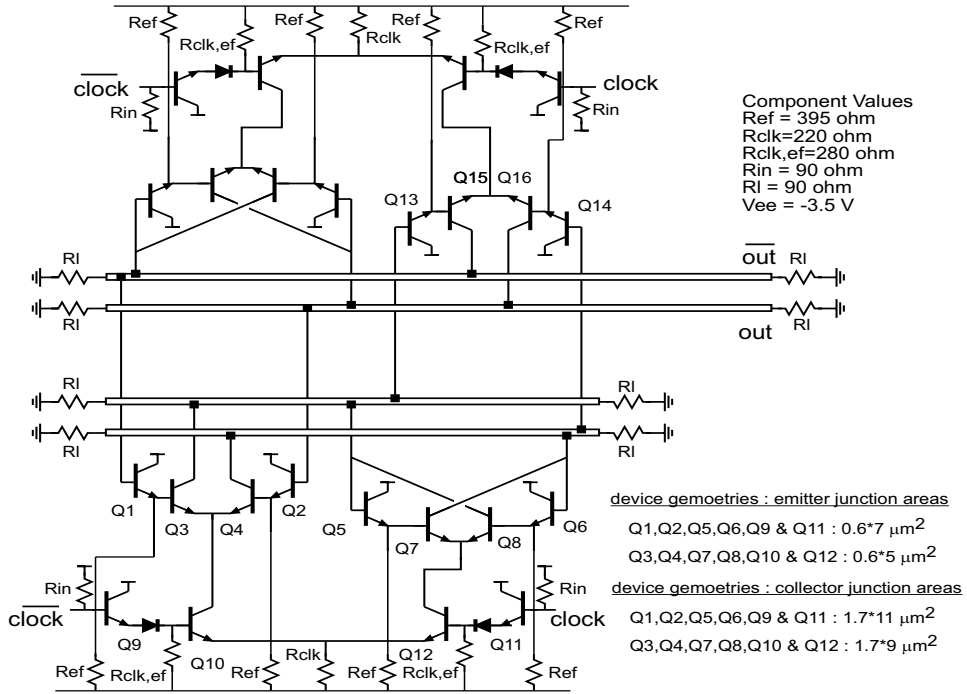 Ref
Rclk,ef
Ref
Rclk
Ref
Rclk,ef
Ref
clock
Rin
clock
Rin
Component Values
Ref = 395 ohm
Rclk=220 ohm
Rclk,ef=280 ohm
Rin = 90 ohm
Rl = 90 ohm
Vee = -3.5 V
Q13
Q15
Q16
Q14
Rl
out
Rl
Rl
out
Rl
Rl
Rl
Rl
Rl
Q1
Q3
Q4
Q2
Q5
Q7
Q8
Q6
device gemoetries : emitter junction areas
Q1,Q2,Q5,Q6,Q9 & Q11 : 0.6*7 μm²
Q3,Q4,Q7,Q8,Q10 & Q12 : 0.6*5 μm²
device gemoetries : collector junction areas
Q1,Q2,Q5,Q6,Q9 & Q11 : 1.7*11 μm²
Q3,Q4,Q7,Q8,Q10 & Q12 : 1.7*9 μm²
Rin
clock
Q9
Q10
Rclk
Q12
Q11
Rin
clock
Ref
Rclk,ef
Ref
Rclk,ef
Ref